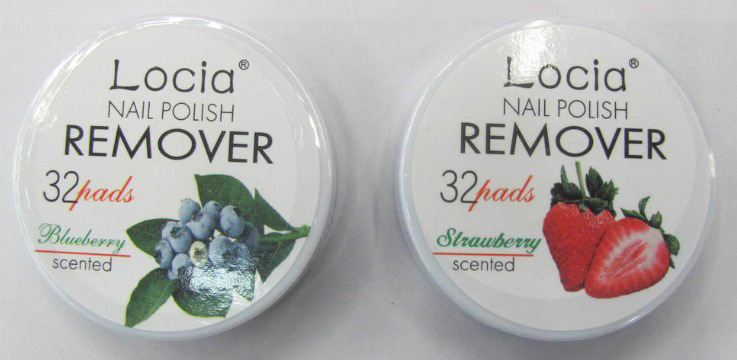 Locia®
NAIL POLISH
REMOVER
32pads
Blueberry
scented
Locia®
NAIL POLISH
REMOVER
32pads
Strawberry
scented